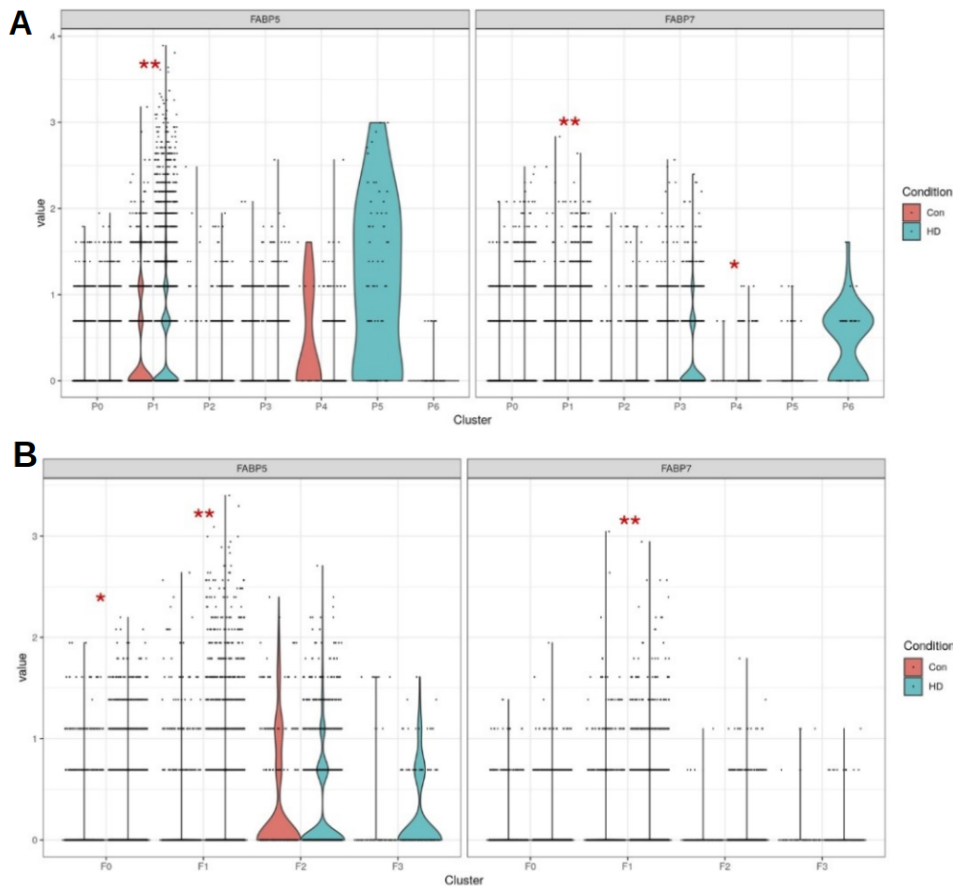 A
FABP5 FABP7
4
3
2
1
0
value
** ** *
P0 P1 P2 P3 P4 P5 P6 P0 P1 P2 P3 P4 P5 P6
Cluster
Condition
Con
HD
B
FABP5 FABP7
3
2
1
0
value
* ** **
F0 F1 F2 F3 F0 F1 F2 F3
Cluster
Condition
Con
HD